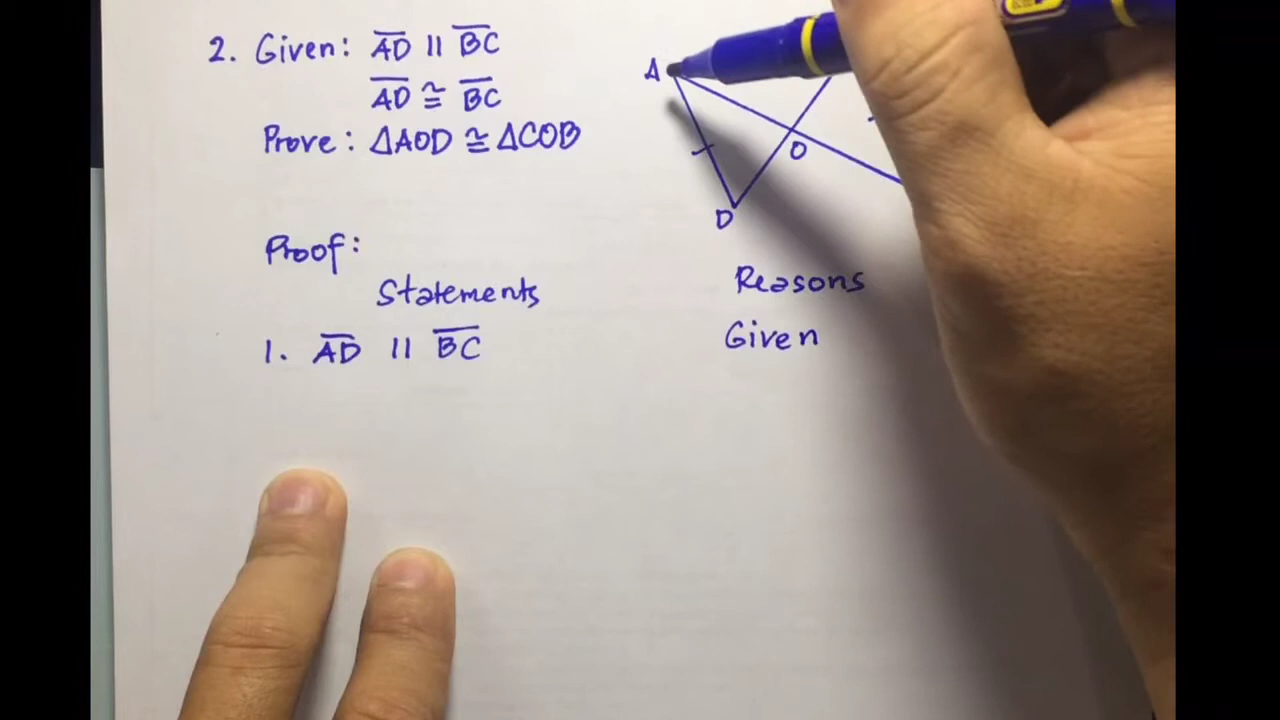 2. Given: AD || BC
AD ≅ BC
Prove: ΔAOD ≅ ΔCOB
A
O
D
Proof:
Statements Reasons
1. AD || BC Given